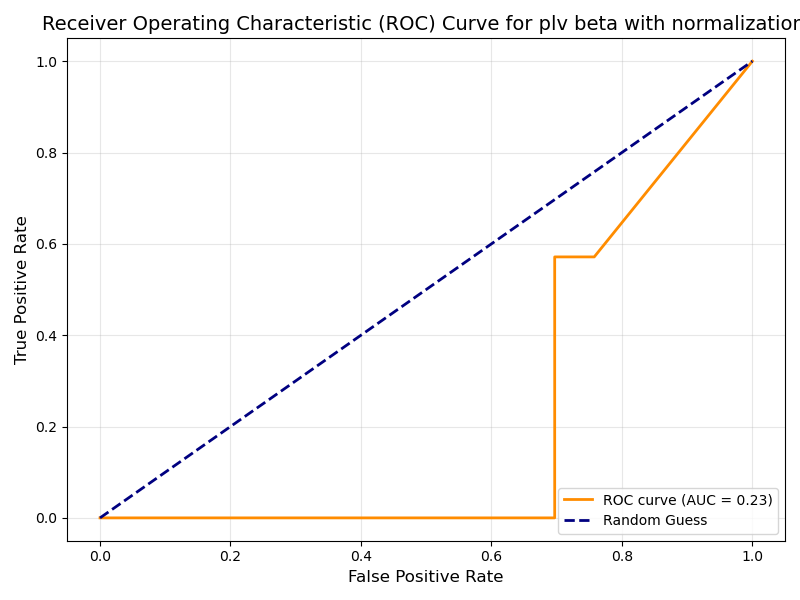 Receiver Operating Characteristic (ROC) Curve for plv beta with normalization
1.0
0.8
0.6
0.4
0.2
0.0
True Positive Rate
0.0 0.2 0.4 0.6 0.8 1.0
False Positive Rate
ROC curve (AUC = 0.23)
Random Guess